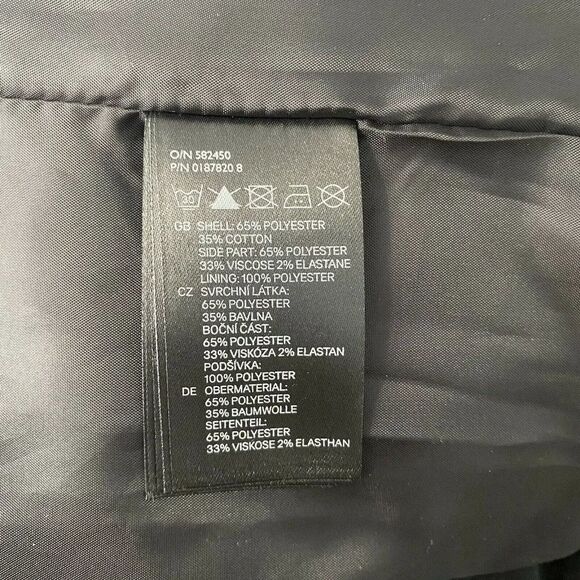 O/N 582450
P/N 0187820.8
30
GB SHELL: 65% POLYESTER
35% COTTON
SIDE PART: 65% POLYESTER
33% VISCOSE 2% ELASTANE
LINING: 100% POLYESTER
CZ SVRCHNÍ LÁTKA:
65% POLYESTER
35% BAVLNA
BOČNÍ ČÁST:
65% POLYESTER
33% VISKÓZA 2% ELASTAN
PODŠÍVKA:
100% POLYESTER
DE OBERMATERIAL:
65% POLYESTER
35% BAUMWOLLE
SEITENTEIL:
65% POLYESTER
33% VISKOSE 2% ELASTHAN